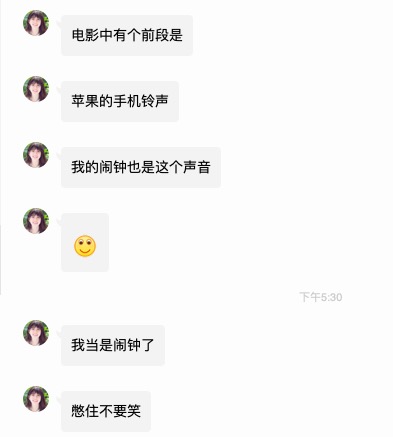 电影中有个前段是
苹果的手机铃声
我的闹钟也是这个声音
下午5:30
我当是闹钟了
憋住不要笑